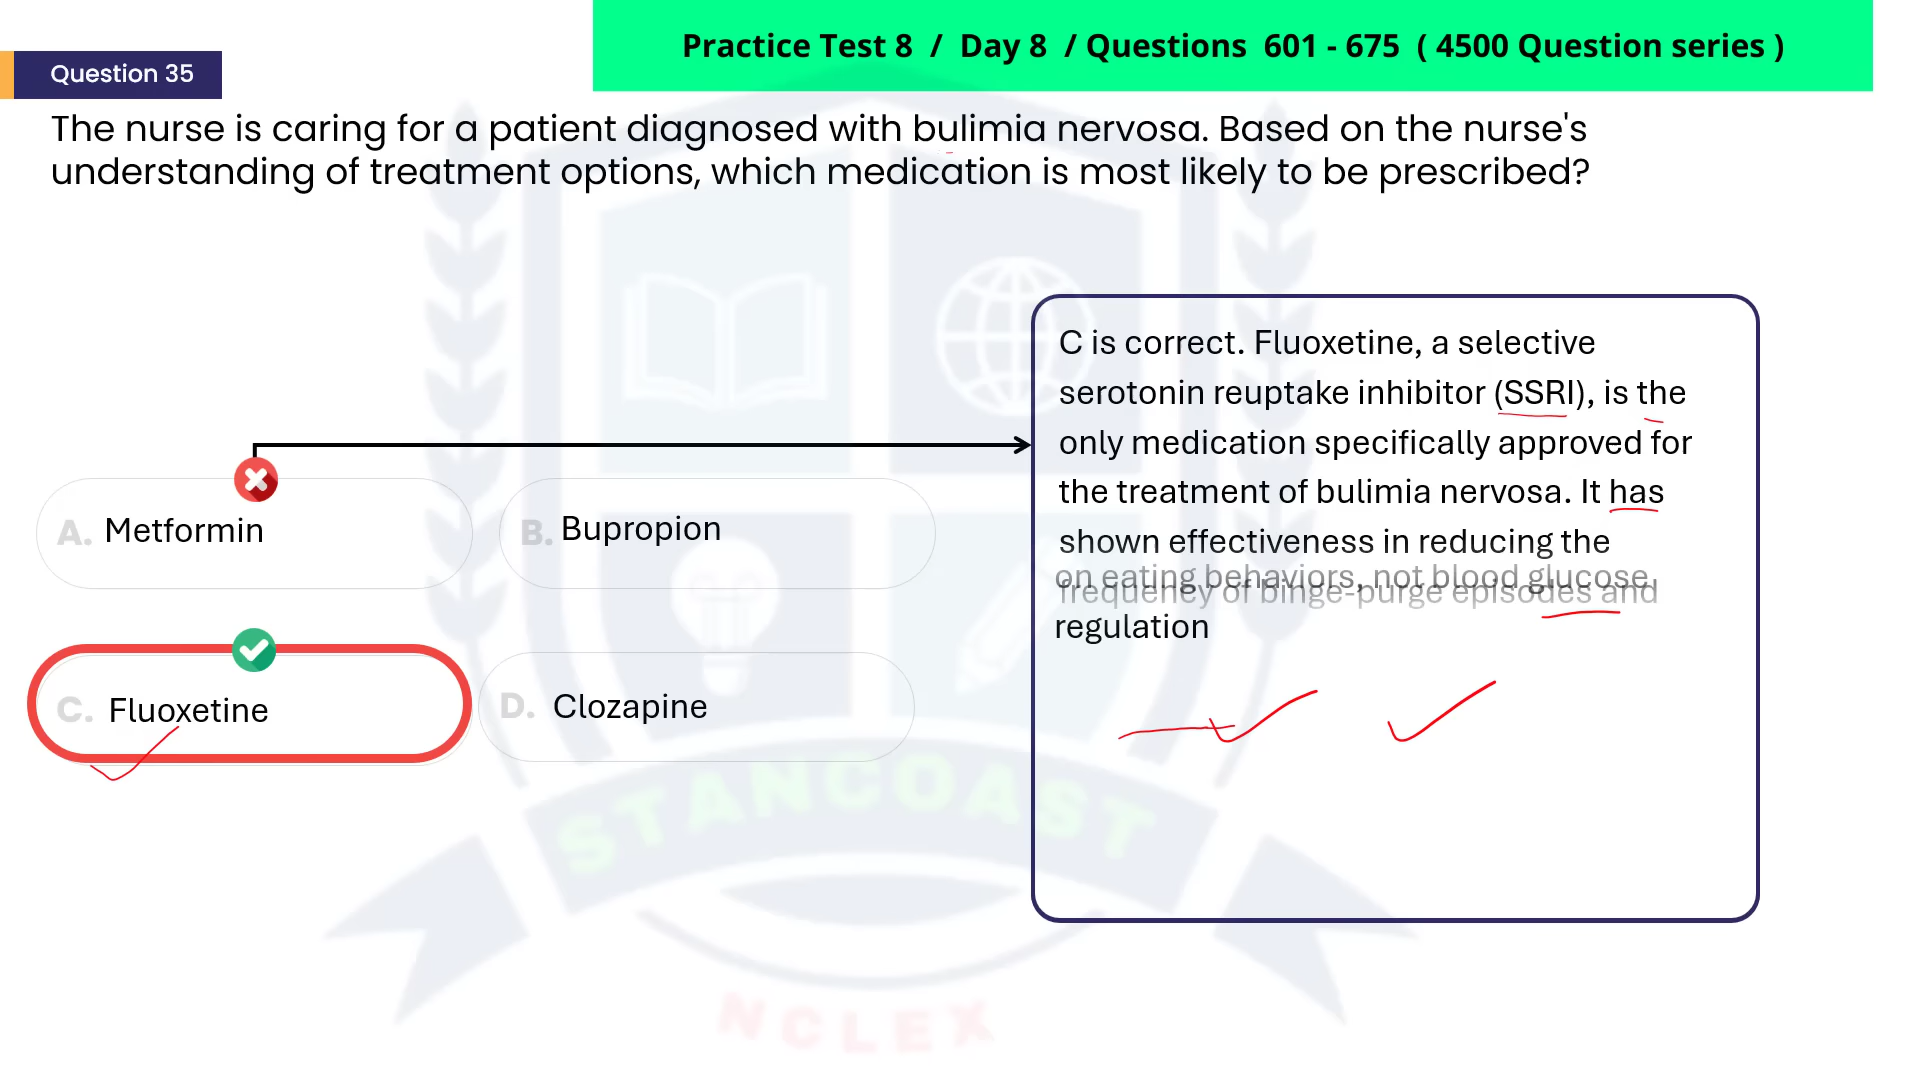 Practice Test 8 / Day 8 / Questions 601 - 675 ( 4500 Question series )
Question 35
The nurse is caring for a patient diagnosed with bulimia nervosa. Based on the nurse's
understanding of treatment options, which medication is most likely to be prescribed?
C is correct. Fluoxetine, a selective
serotonin reuptake inhibitor (SSRI), is the
only medication specifically approved for
the treatment of bulimia nervosa. It has
shown effectiveness in reducing the
on eating behaviors, not blood glucose
frequency of binge-purge episodes and
regulation
A. Metformin
B. Bupropion
C. Fluoxetine
D. Clozapine
STANCOAST
NCLEX